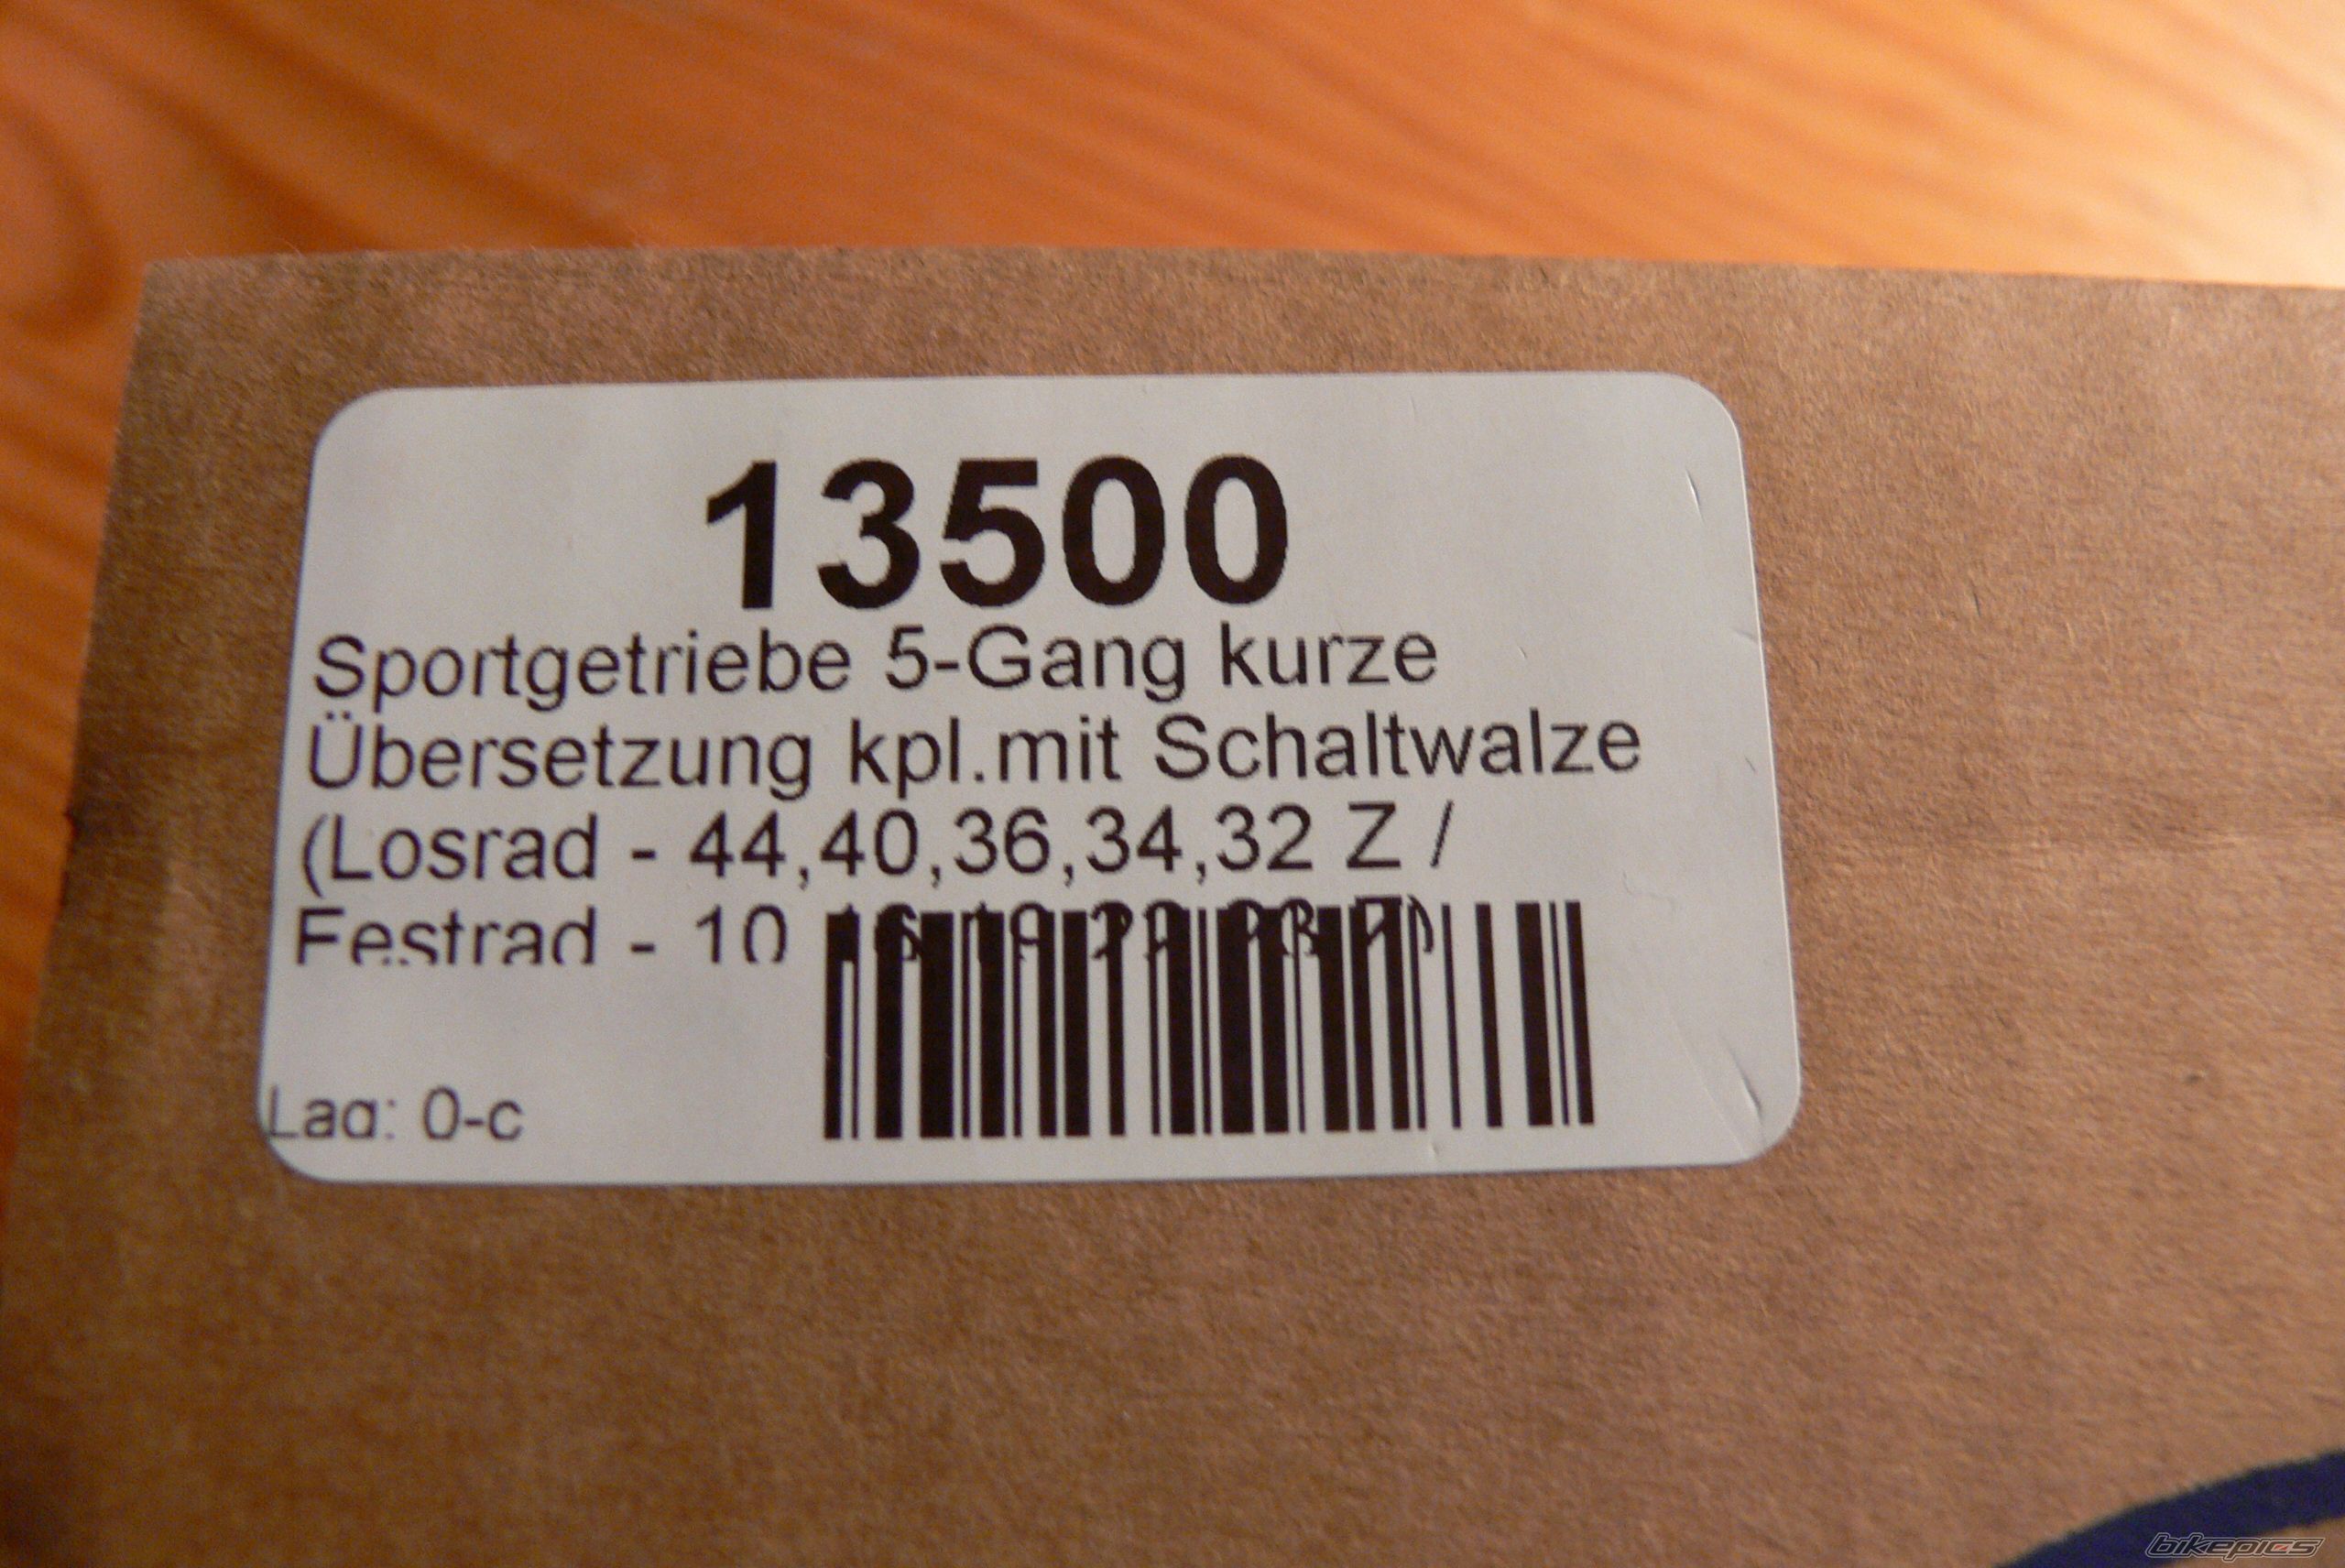 13500
Sportgetriebe 5-Gang kurze
Übersetzung kpl.mit Schaltwalze
(Losrad - 44,40,36,34,32 Z /
Festrad - 10
Lag: 0-c
bikepics